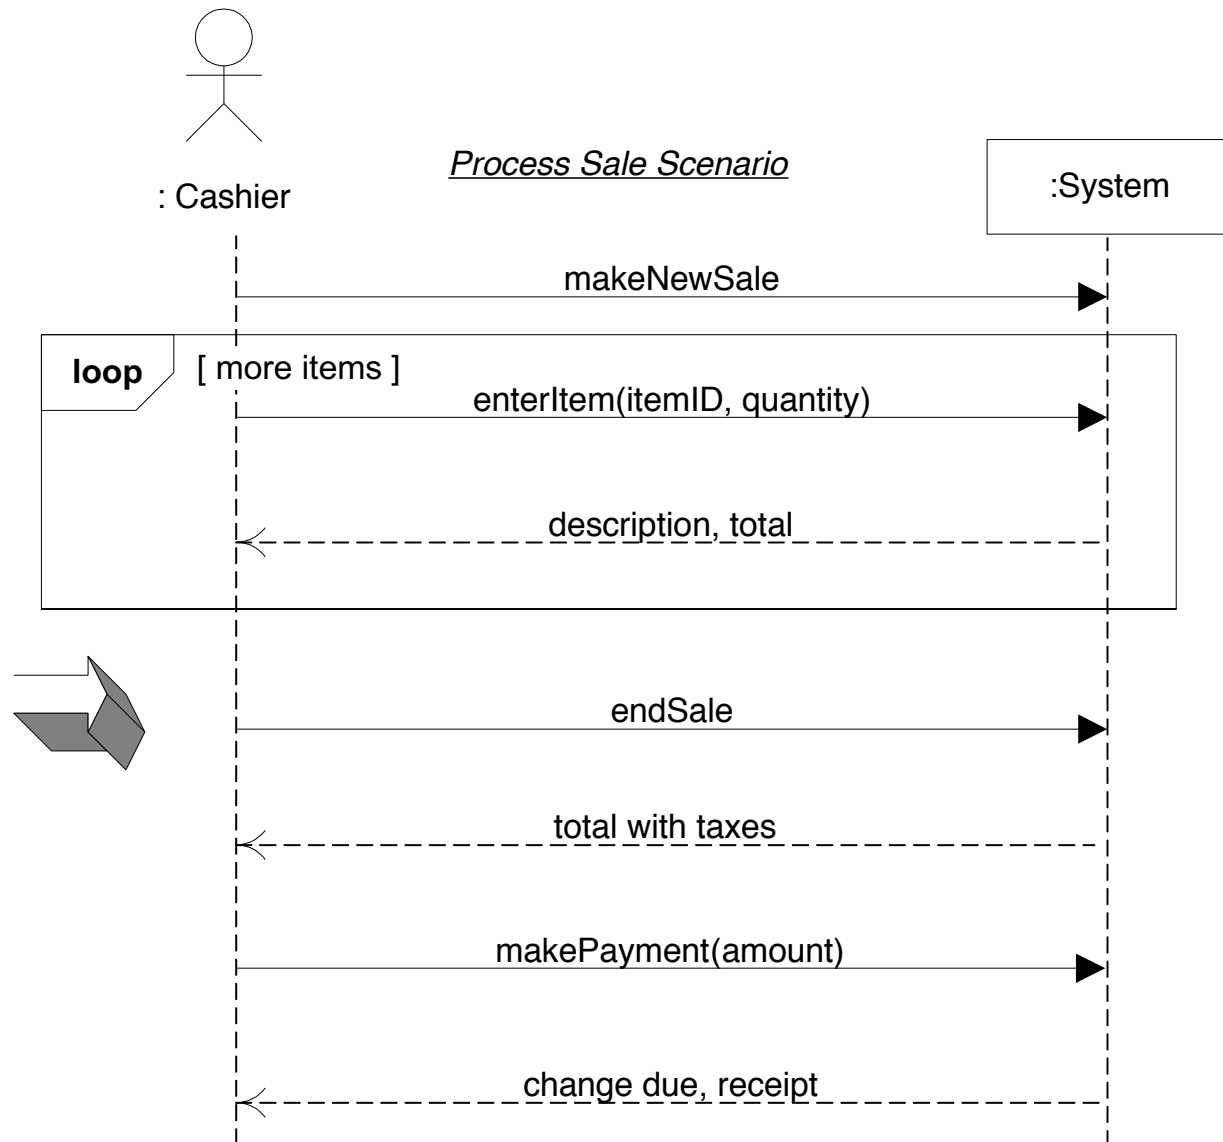 Process Sale Scenario
: Cashier
:System
makeNewSale
loop
[ more items ]
enterItem(itemID, quantity)
description, total
endSale
total with taxes
makePayment(amount)
change due, receipt